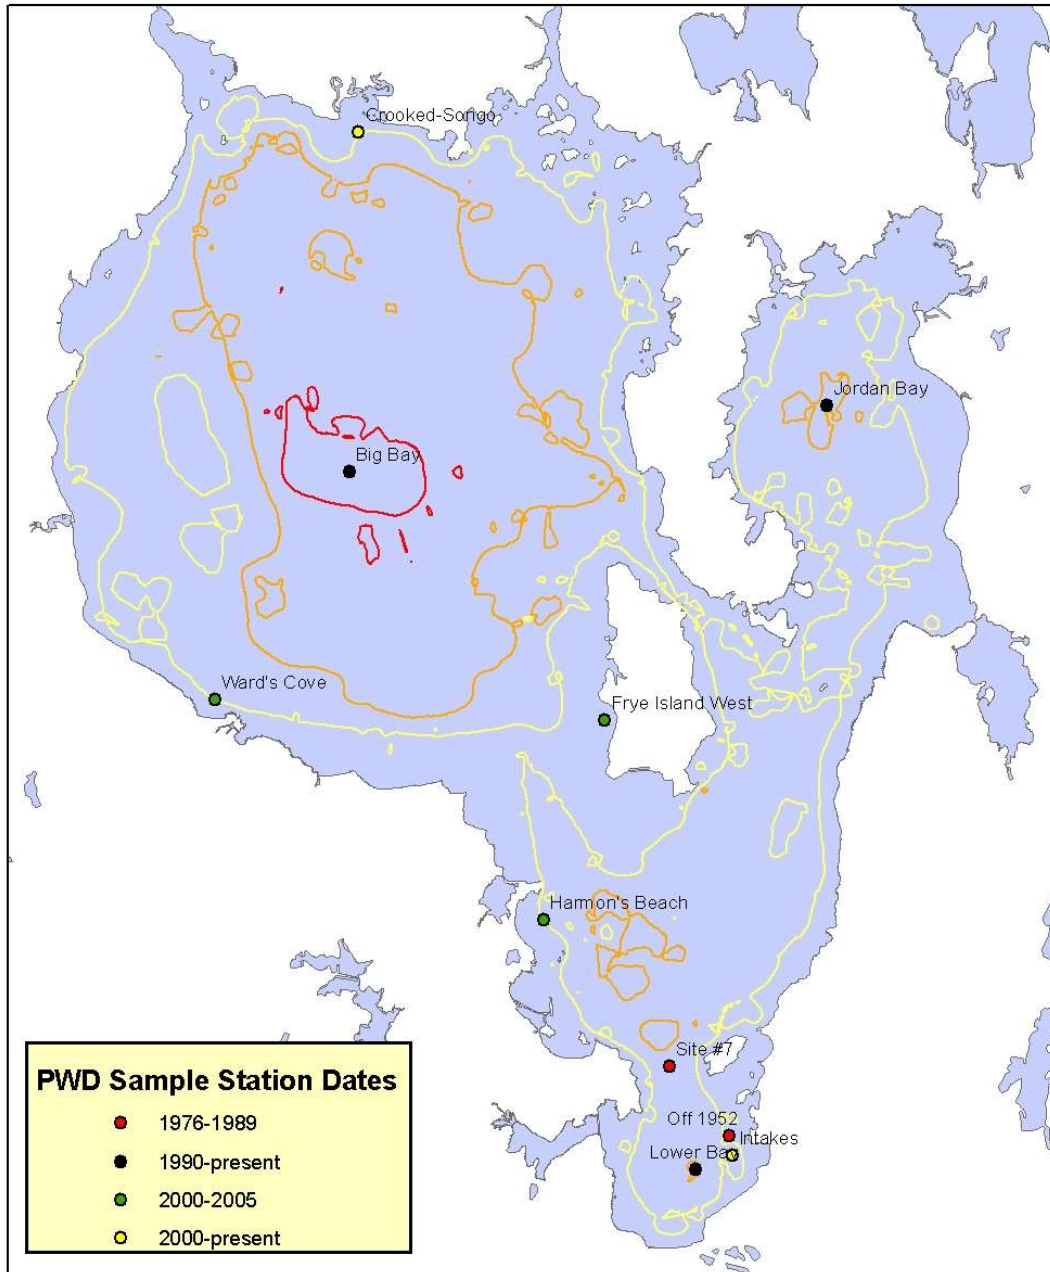 Crooked-Songo
Jordan Bay
Big Bay
Ward's Cove
Frye Island West
Harmon's Beach
Site #7
Off 1952
Intakes
Lower Bay
PWD Sample Station Dates
1976-1989
1990-present
2000-2005
2000-present